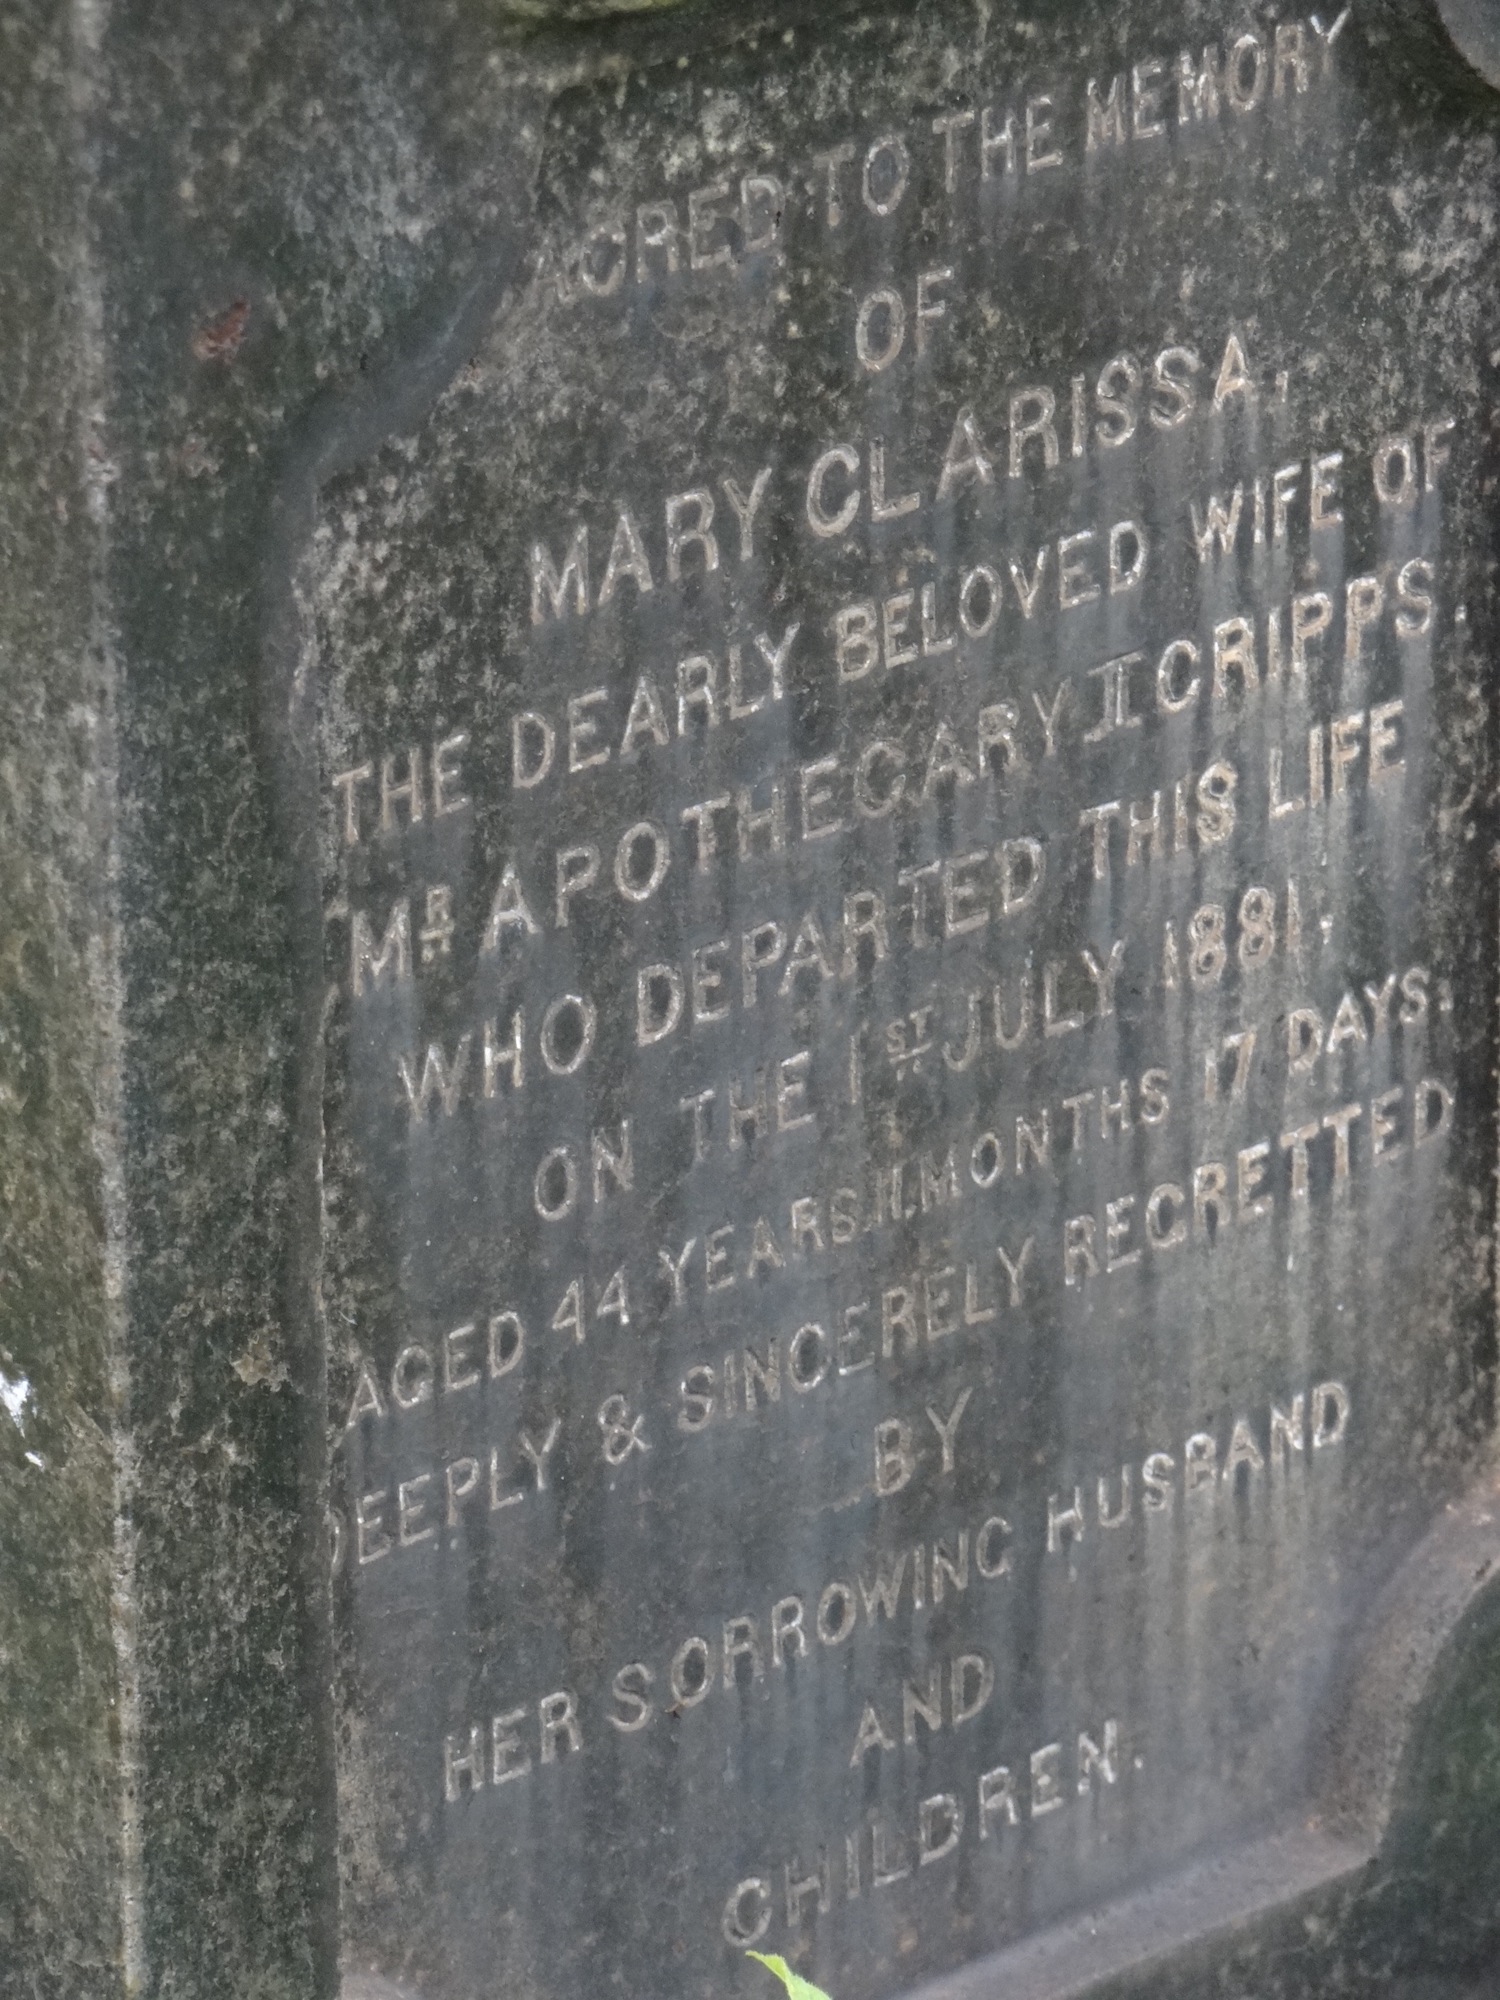 SACRED TO THE MEMORY
OF
MARY CLARISSA,
THE DEARLY BELOVED WIFE OF
MR APOTHECARY II CRIPPS.
WHO DEPARTED THIS LIFE
ON THE 1ST JULY 1881,
AGED 44 YEARS. 11. MONTHS 17 DAYS:
DEEPLY & SINCERELY REGRETTED
BY
HER SORROWING HUSBAND
AND
CHILDREN.